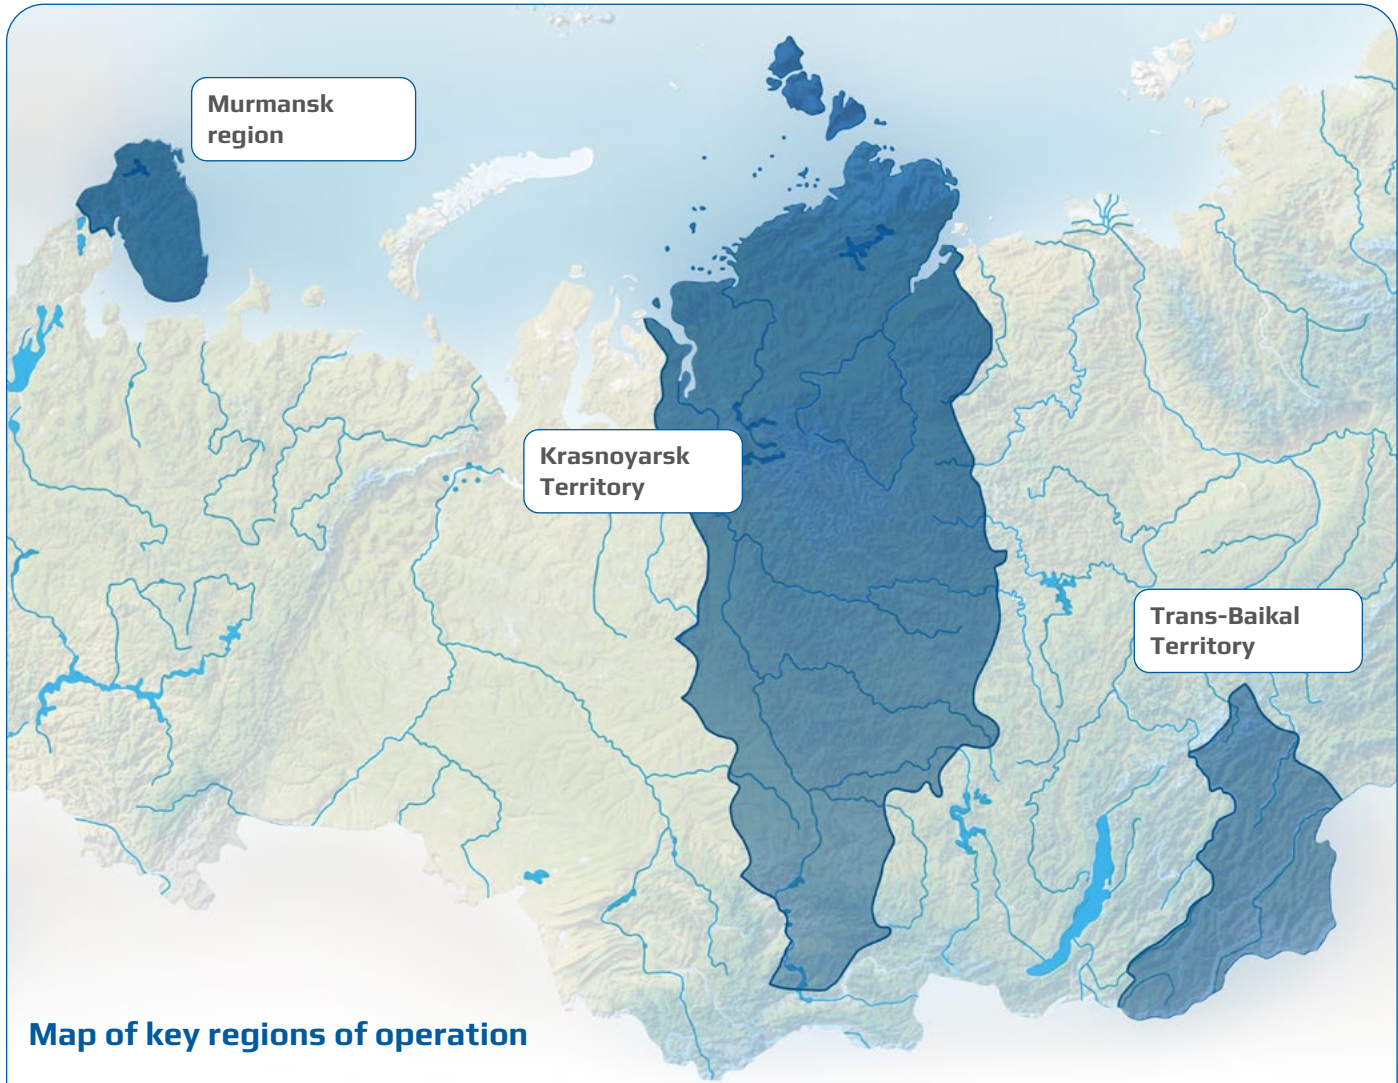 Murmansk
region
Krasnoyarsk
Territory
Trans-Baikal
Territory
Map of key regions of operation